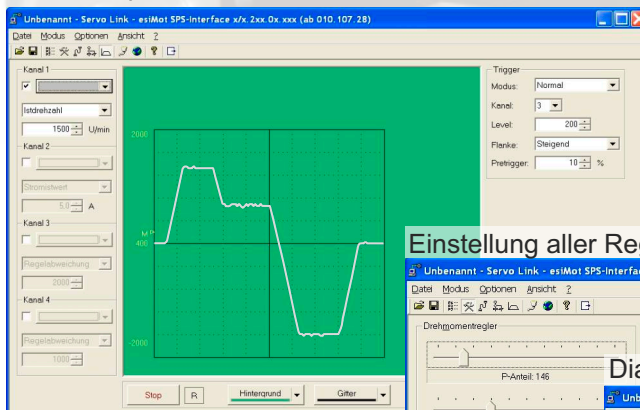 Unbenannt - Servo Link - esiMot SPS-Interface x/x.2xx.0x.xxx (ab 010.107.28)
Datei Modus Optionen Ansicht ?
Kanal 1
Istdrehzahl
1500 U/min
Kanal 2
Stromistwert
5,0 A
Kanal 3
Regelabweichung
2000
Kanal 4
Regelabweichung
1000
2000
M
400
-2000
Stop R Hintergrund Gitter
Trigger
Modus: Normal
Kanal: 3
Level: 200
Flanke: Steigend
Pretrigger: 10 %
Einstellung aller Reg
Unbenannt - Servo Link - esiMot SPS-Interfa
Datei Modus Optionen Ansicht ?
Drehmomentregler
P-Anteil: 146
Dia
Unb